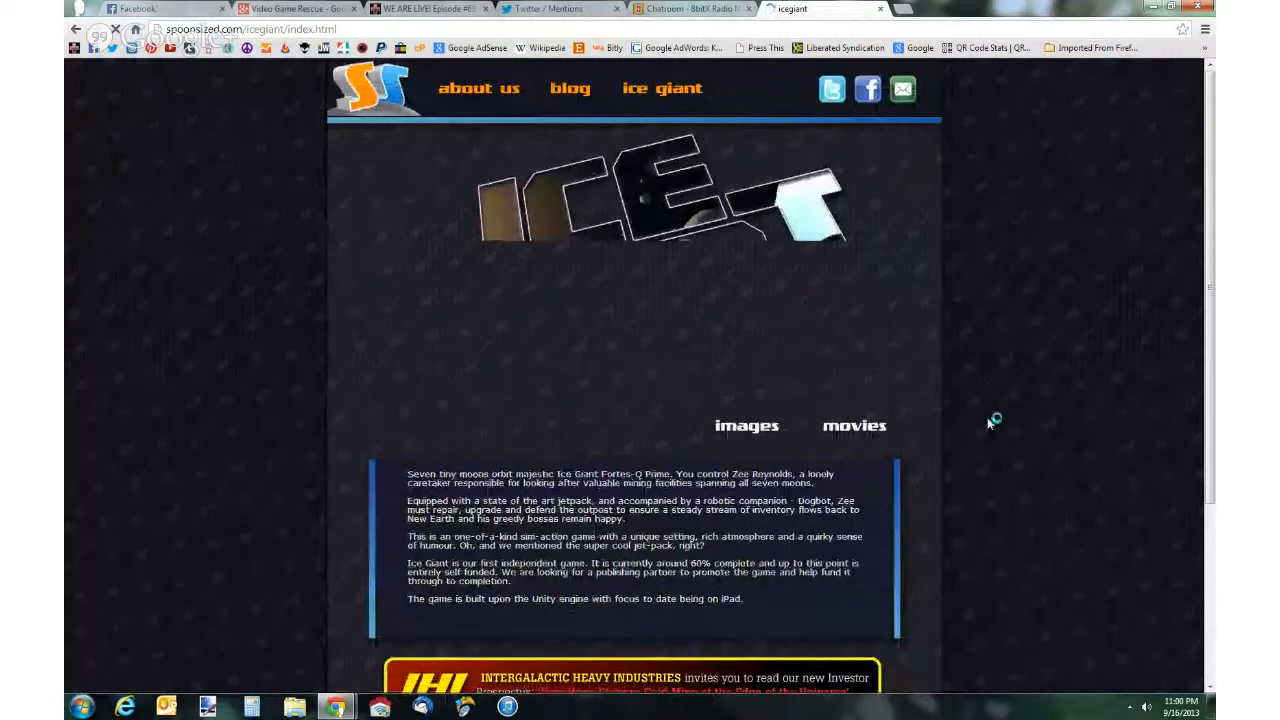 Facebook
Video Game Rescue - Goo
WE ARE LIVE! Episode #69
Twitter / Mentions
Chatroom - 8bitX Radio N
icegiant
spoonsized.com/icegiant/index.html
Google AdSense
Wikipedia
Bitly
Google AdWords: K...
Press This
Liberated Syndication
Google
QR Code Stats | QR...
Imported From Firef...
SS
about us
blog
ice giant
ICE
images
movies
Seven tiny moons orbit majestic Ice Giant Fortes-Q Prime. You control Zee Reynolds, a lonely
caretaker responsible for looking after valuable mining facilities spanning all seven moons.
Equipped with a state of the art jetpack, and accompanied by a robotic companion - Dogbot, Zee
must repair, upgrade and defend the outpost to ensure a steady stream of inventory flows back to
New Earth and his greedy bosses remain happy.
This is an one-of-a-kind sim-action game with a unique setting, rich atmosphere and a quirky sense
of humour. Oh, and we mentioned the super cool jet-pack, right?
Ice Giant is our first independent game. It is currently around 60% complete and up to this point is
entirely self funded. We are looking for a publishing partner to promote the game and help fund it
through to completion.
The game is built upon the Unity engine with focus to date being on iPad.
IHI
INTERGALACTIC HEAVY INDUSTRIES invites you to read our new Investor
11:00 PM
9/16/2013